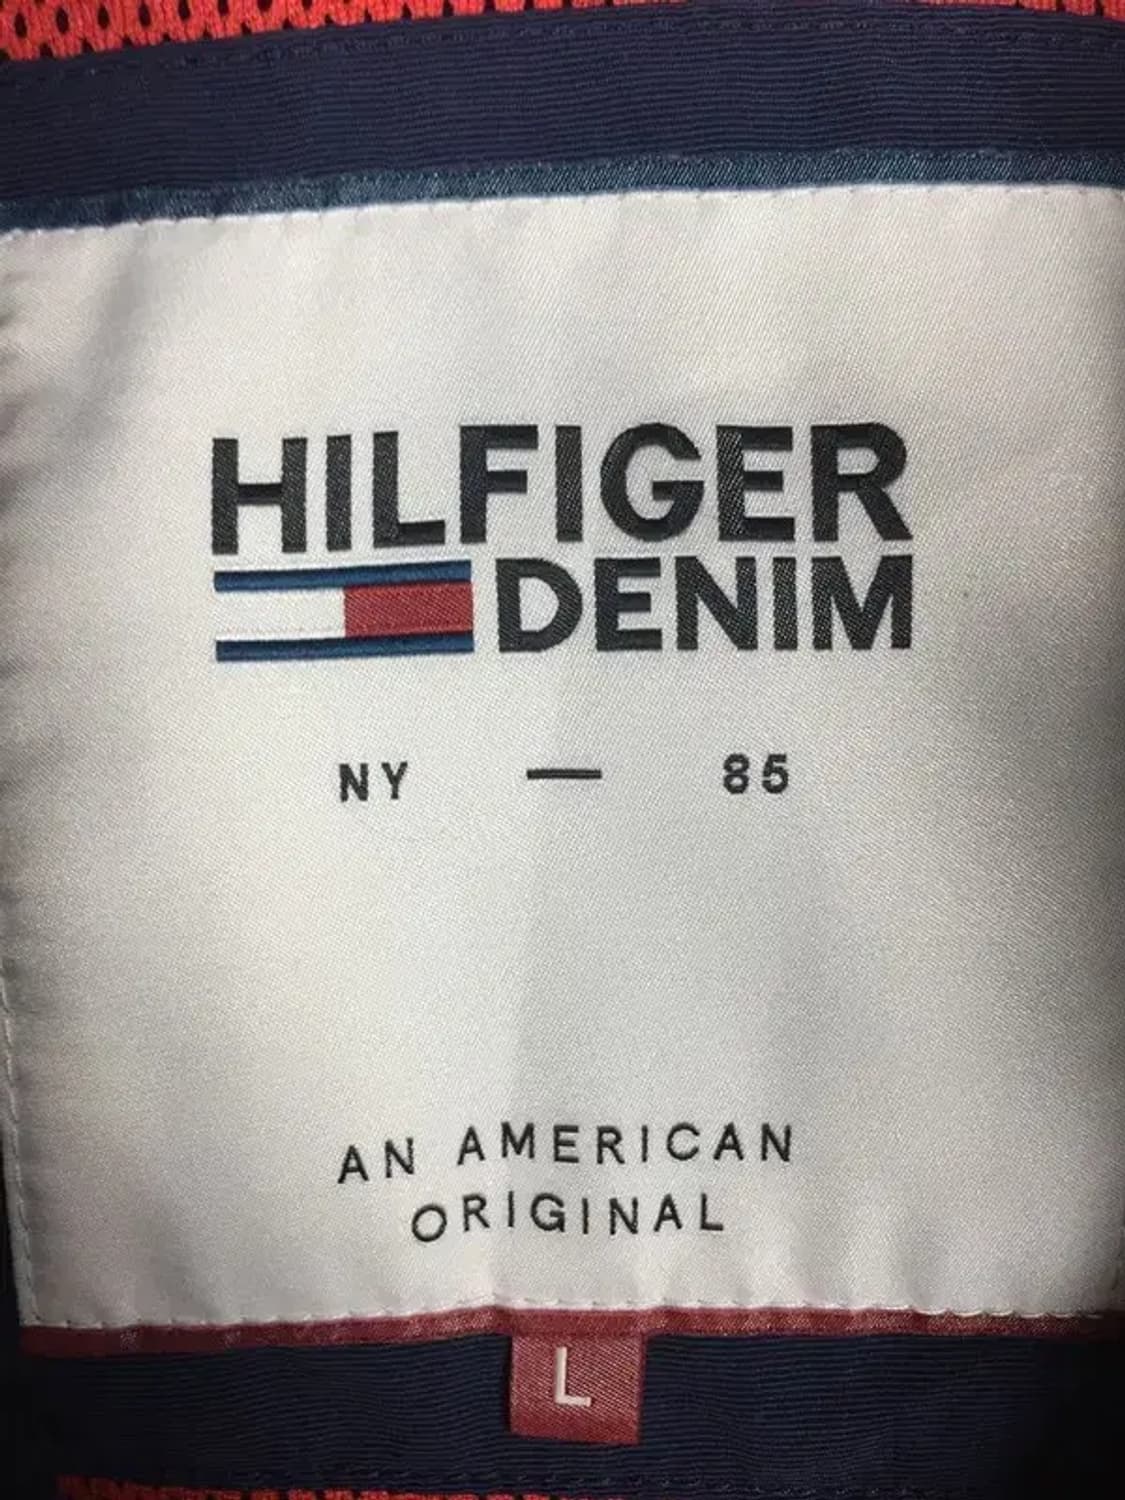 HILFIGER
DENIM
NY — 85
AN AMERICAN
ORIGINAL
L